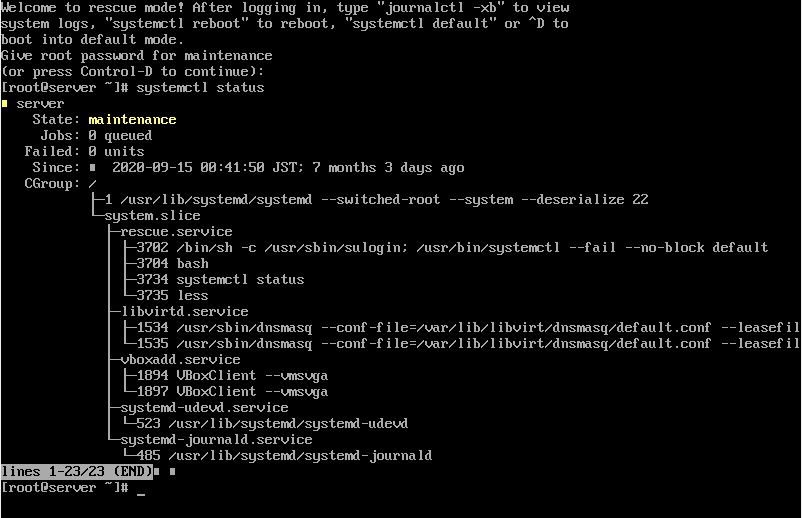 Welcome to rescue mode! After logging in, type "journalctl -xb" to view
system logs, "systemctl reboot" to reboot, "systemctl default" or ^D to
boot into default mode.
Give root password for maintenance
(or press Control-D to continue):
[root@server ~]# systemctl status
■ server
    State: maintenance
     Jobs: 0 queued
   Failed: 0 units
    Since: ■  2020-09-15 00:41:50 JST; 7 months 3 days ago
   CGroup: /
           ├─1 /usr/lib/systemd/systemd --switched-root --system --deserialize 22
           └─system.slice
             ├─rescue.service
             │ ├─3702 /bin/sh -c /usr/sbin/sulogin; /usr/bin/systemctl --fail --no-block default
             │ ├─3704 bash
             │ ├─3734 systemctl status
             │ └─3735 less
             ├─libvirtd.service
             │ ├─1534 /usr/sbin/dnsmasq --conf-file=/var/lib/libvirt/dnsmasq/default.conf --leasefil
             │ └─1535 /usr/sbin/dnsmasq --conf-file=/var/lib/libvirt/dnsmasq/default.conf --leasefil
             ├─vboxadd.service
             │ ├─1894 VBoxClient --vmsvga
             │ └─1897 VBoxClient --vmsvga
             ├─systemd-udevd.service
             │ └─523 /usr/lib/systemd/systemd-udevd
             └─systemd-journald.service
               └─485 /usr/lib/systemd/systemd-journald
lines 1-23/23 (END)■ ■
[root@server ~]# _